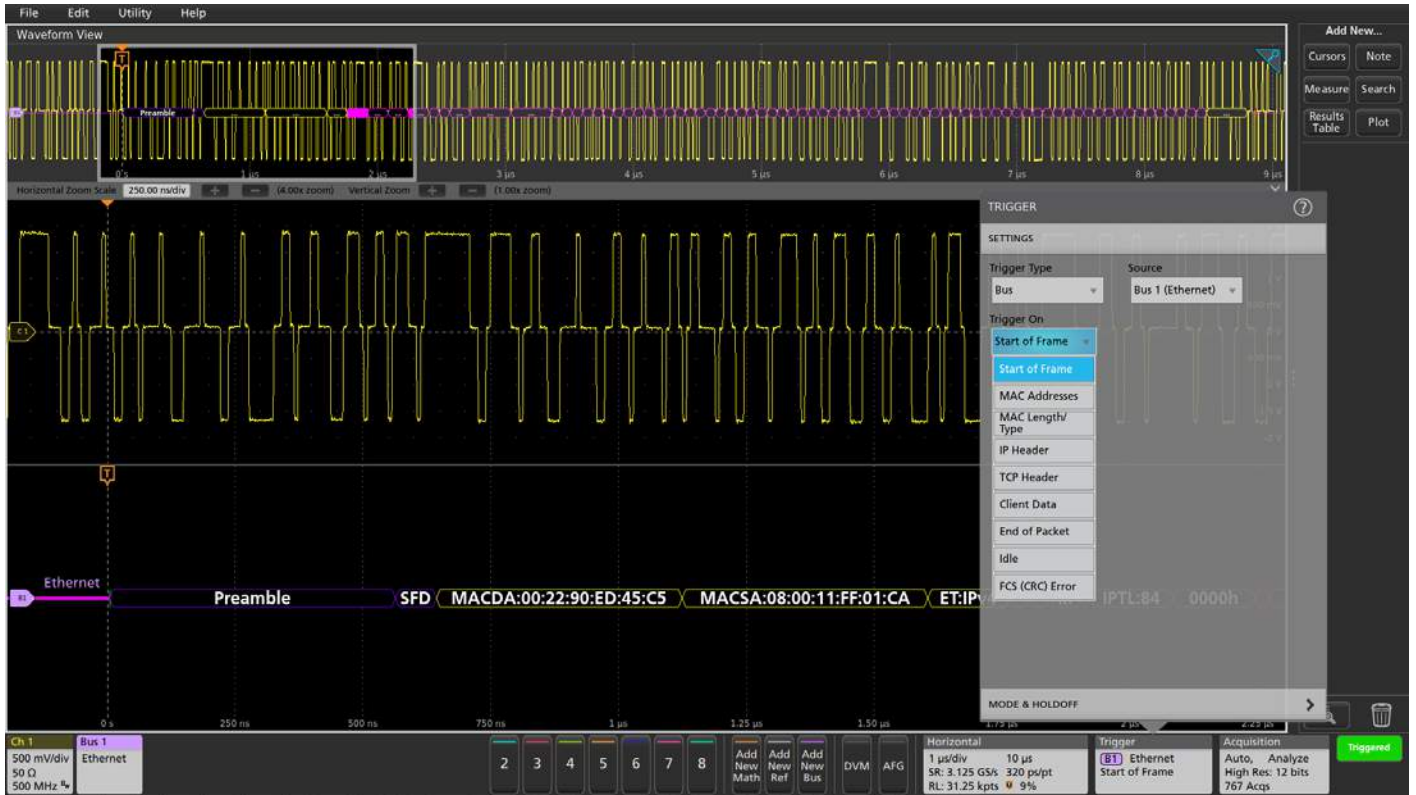 File Edit Utility Help
Waveform View
Add New...
Cursors Note
Measure Search
Results Table Plot
T
Preamble
0 s 1 µs 2 µs 3 µs 4 µs 5 µs 6 µs 7 µs 8 µs 9 µs
Horizontal Zoom Scale 250.00 ns/div + − (4.00x zoom) Vertical Zoom + − (1.00x zoom)
TRIGGER ?
SETTINGS
Trigger Type Source
Bus Bus 1 (Ethernet)
Trigger On
Start of Frame
Start of Frame
MAC Addresses
MAC Length/
Type
IP Header
TCP Header
Client Data
End of Packet
Idle
FCS (CRC) Error
C1
T
Ethernet
B1 Preamble SFD MACDA:00:22:90:ED:45:C5 MACSA:08:00:11:FF:01:CA ET:IPv IPTL:84 0000h
MODE & HOLDOFF
0 s 250 ns 500 ns 750 ns 1 µs 1.25 µs 1.50 µs 1.75 µs 2 µs 2.25 µs
Ch 1
500 mV/div
50 Ω
500 MHz
Bus 1
Ethernet
2 3 4 5 6 7 8
Add New Math
Add New Ref
Add New Bus
DVM AFG
Horizontal
1 µs/div 10 µs
SR: 3.125 GS/s 320 ps/pt
RL: 31.25 kpts 9%
Trigger
B1 Ethernet
Start of Frame
Acquisition
Auto, Analyze
High Res: 12 bits
767 Acqs
Triggered